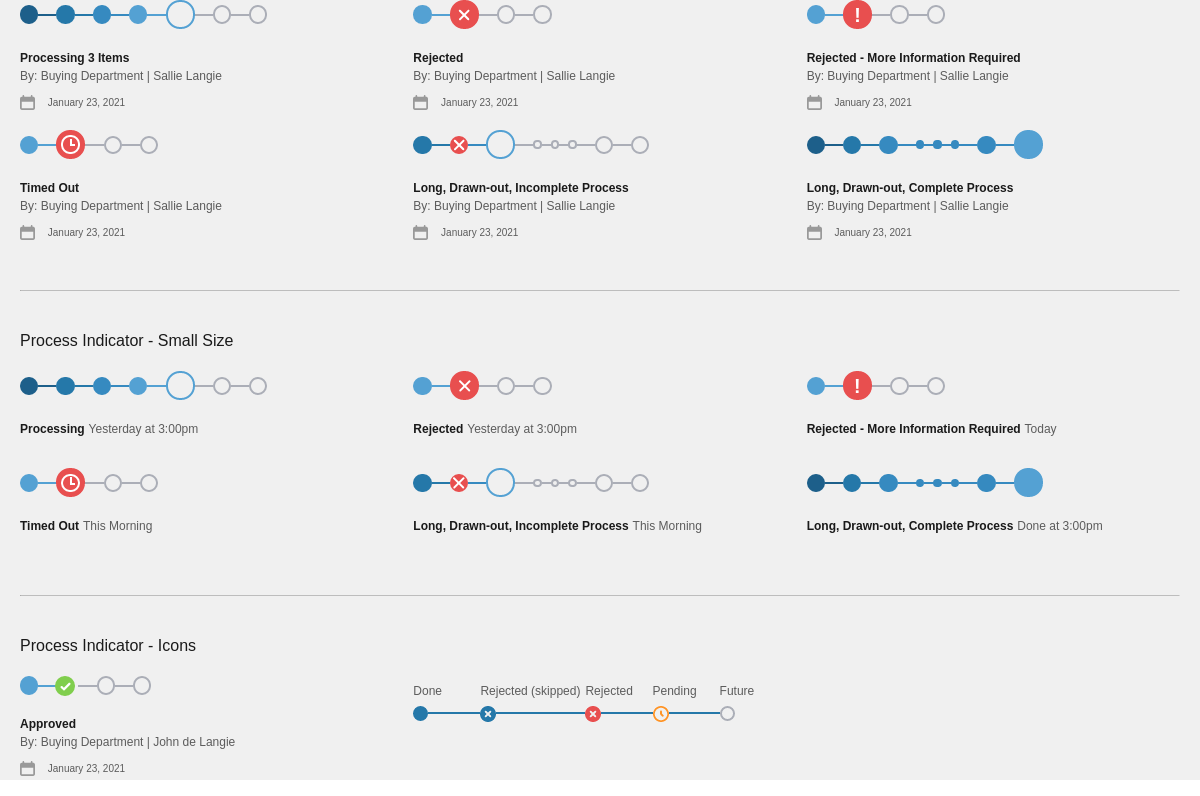 Processing 3 Items
By: Buying Department | Sallie Langie
January 23, 2021
Rejected
By: Buying Department | Sallie Langie
January 23, 2021
Rejected - More Information Required
By: Buying Department | Sallie Langie
January 23, 2021
Timed Out
By: Buying Department | Sallie Langie
January 23, 2021
Long, Drawn-out, Incomplete Process
By: Buying Department | Sallie Langie
January 23, 2021
Long, Drawn-out, Complete Process
By: Buying Department | Sallie Langie
January 23, 2021
Process Indicator - Small Size
Processing Yesterday at 3:00pm
Rejected Yesterday at 3:00pm
Rejected - More Information Required Today
Timed Out This Morning
Long, Drawn-out, Incomplete Process This Morning
Long, Drawn-out, Complete Process Done at 3:00pm
Process Indicator - Icons
Approved
By: Buying Department | John de Langie
January 23, 2021
Done Rejected (skipped) Rejected Pending Future